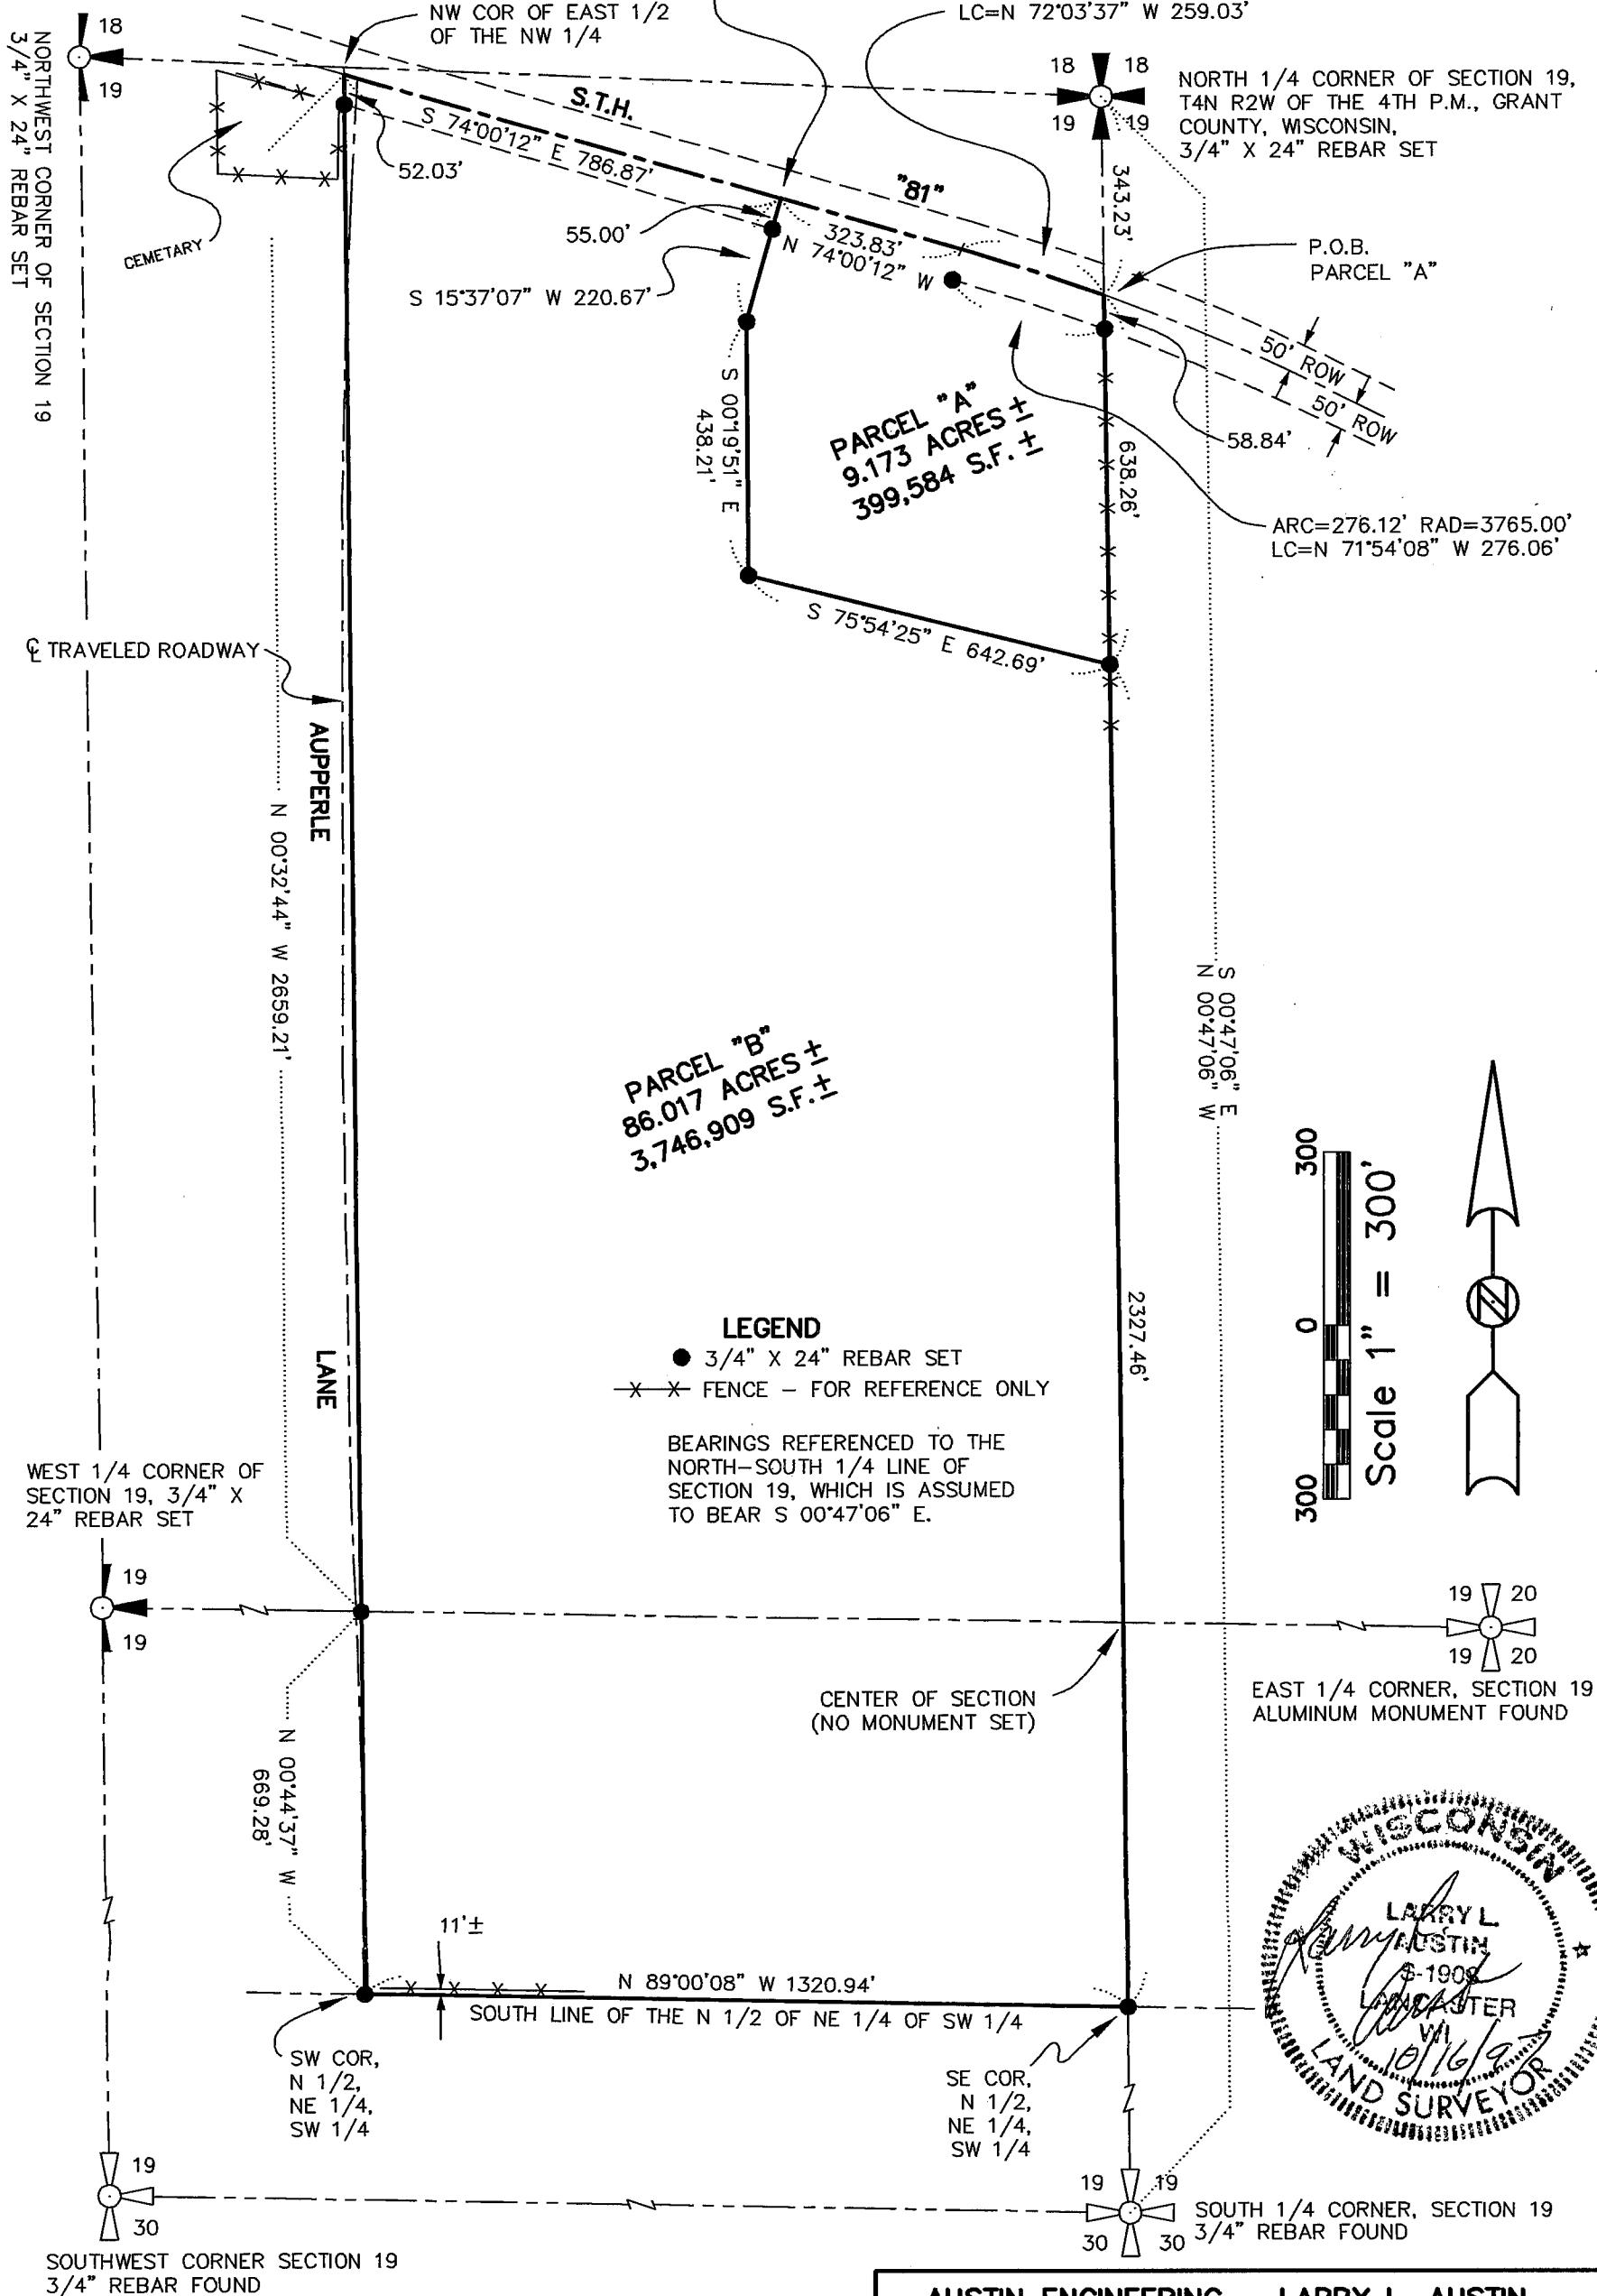 NW COR OF EAST 1/2
OF THE NW 1/4
LC=N 72°03'37" W 259.03'
18
19
NORTHWEST CORNER OF SECTION 19
3/4" X 24" REBAR SET
18 18
19 19
NORTH 1/4 CORNER OF SECTION 19,
T4N R2W OF THE 4TH P.M., GRANT
COUNTY, WISCONSIN,
3/4" X 24" REBAR SET
S.T.H.
"81"
S 74°00'12" E 786.87'
52.03'
CEMETARY
55.00'
323.83'
N 74°00'12" W
343.23'
P.O.B.
PARCEL "A"
S 15°37'07" W 220.67'
50' ROW
50' ROW
58.84'
S 00°19'51" E
438.21'
PARCEL "A"
9.173 ACRES ±
399,584 S.F. ±
638.26'
ARC=276.12' RAD=3765.00'
LC=N 71°54'08" W 276.06'
S 75°54'25" E 642.69'
℄ TRAVELED ROADWAY
AUPPERLE
LANE
N 00°32'44" W 2659.21'
S 00°47'06" E
N 00°47'06" W
PARCEL "B"
86.017 ACRES ±
3,746,909 S.F. ±
300 0 300
Scale 1" = 300'
N
2327.46'
LEGEND
3/4" X 24" REBAR SET
X X FENCE – FOR REFERENCE ONLY
BEARINGS REFERENCED TO THE
NORTH–SOUTH 1/4 LINE OF
SECTION 19, WHICH IS ASSUMED
TO BEAR S 00°47'06" E.
WEST 1/4 CORNER OF
SECTION 19, 3/4" X
24" REBAR SET
19
19
19 20
19 20
EAST 1/4 CORNER, SECTION 19
ALUMINUM MONUMENT FOUND
CENTER OF SECTION
(NO MONUMENT SET)
N 00°44'37" W
669.28'
11'±
N 89°00'08" W 1320.94'
SOUTH LINE OF THE N 1/2 OF NE 1/4 OF SW 1/4
SW COR,
N 1/2,
NE 1/4,
SW 1/4
SE COR,
N 1/2,
NE 1/4,
SW 1/4
WISCONSIN
LARRY L.
AUSTIN
S-1908
LANCASTER
WI
10/16/97
LAND SURVEYOR
19
30
SOUTHWEST CORNER SECTION 19
3/4" REBAR FOUND
19 19
30 30
SOUTH 1/4 CORNER, SECTION 19
3/4" REBAR FOUND
AUSTIN ENGINEERING LARRY L. AUSTIN